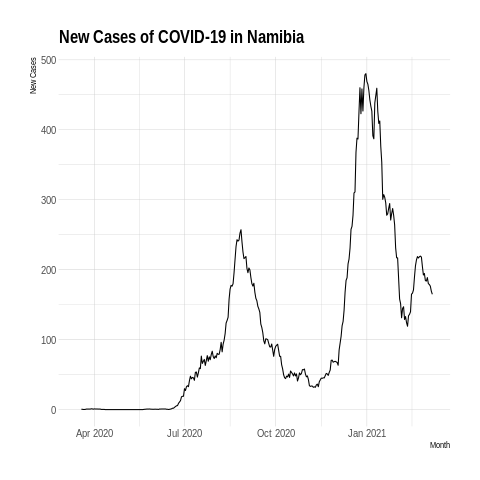 New Cases of COVID-19 in Namibia
New Cases
500
400
300
200
100
0
Apr 2020
Jul 2020
Oct 2020
Jan 2021
Month